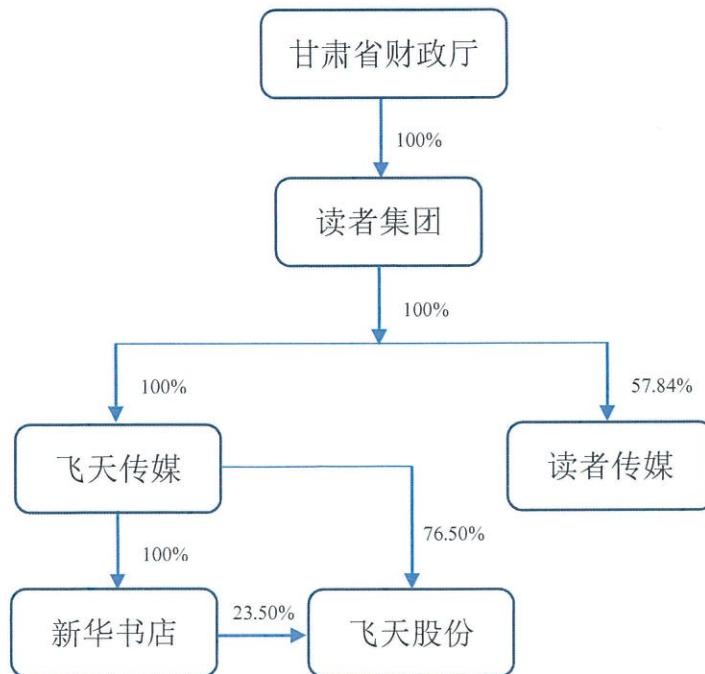 甘肃省财政厅
100%
读者集团
100%
100%
57.84%
飞天传媒
读者传媒
100%
76.50%
新华书店
23.50%
飞天股份